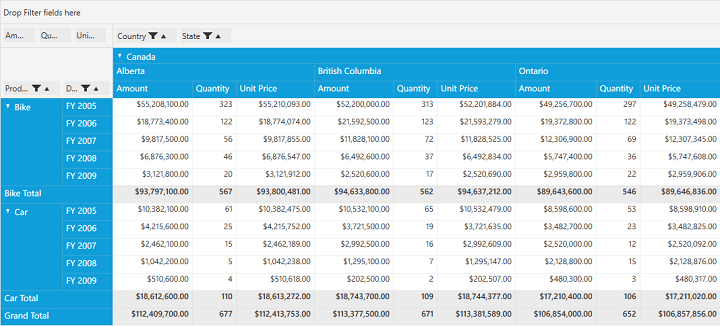 Drop Filter fields here
Am... Qu... Uni... Country State
Canada
Alberta British Columbia Ontario
Prod... D... Amount Quantity Unit Price Amount Quantity Unit Price Amount Quantity Unit Price
Bike FY 2005 $55,208,100.00 323 $55,210,093.00 $52,200,000.00 313 $52,201,884.00 $49,256,700.00 297 $49,258,479.00
FY 2006 $18,773,400.00 122 $18,774,074.00 $21,592,500.00 123 $21,593,279.00 $19,372,800.00 122 $19,373,498.00
FY 2007 $9,817,500.00 56 $9,817,855.00 $11,828,100.00 72 $11,828,525.00 $12,306,900.00 69 $12,307,345.00
FY 2008 $6,876,300.00 46 $6,876,547.00 $6,492,600.00 37 $6,492,834.00 $5,747,400.00 36 $5,747,608.00
FY 2009 $3,121,800.00 20 $3,121,912.00 $2,520,600.00 17 $2,520,690.00 $2,959,800.00 22 $2,959,906.00
Bike Total $93,797,100.00 567 $93,800,481.00 $94,633,800.00 562 $94,637,212.00 $89,643,600.00 546 $89,646,836.00
Car FY 2005 $10,382,100.00 61 $10,382,475.00 $10,532,100.00 65 $10,532,479.00 $8,598,600.00 53 $8,598,910.00
FY 2006 $4,215,600.00 25 $4,215,752.00 $3,721,500.00 19 $3,721,635.00 $3,482,700.00 23 $3,482,825.00
FY 2007 $2,462,100.00 15 $2,462,189.00 $2,992,500.00 16 $2,992,609.00 $2,520,000.00 12 $2,520,092.00
FY 2008 $1,042,200.00 5 $1,042,238.00 $1,295,100.00 7 $1,295,147.00 $2,128,800.00 15 $2,128,876.00
FY 2009 $510,600.00 4 $510,618.00 $202,500.00 2 $202,507.00 $480,300.00 3 $480,317.00
Car Total $18,612,600.00 110 $18,613,272.00 $18,743,700.00 109 $18,744,377.00 $17,210,400.00 106 $17,211,020.00
Grand Total $112,409,700.00 677 $112,413,753.00 $113,377,500.00 671 $113,381,589.00 $106,854,000.00 652 $106,857,856.00